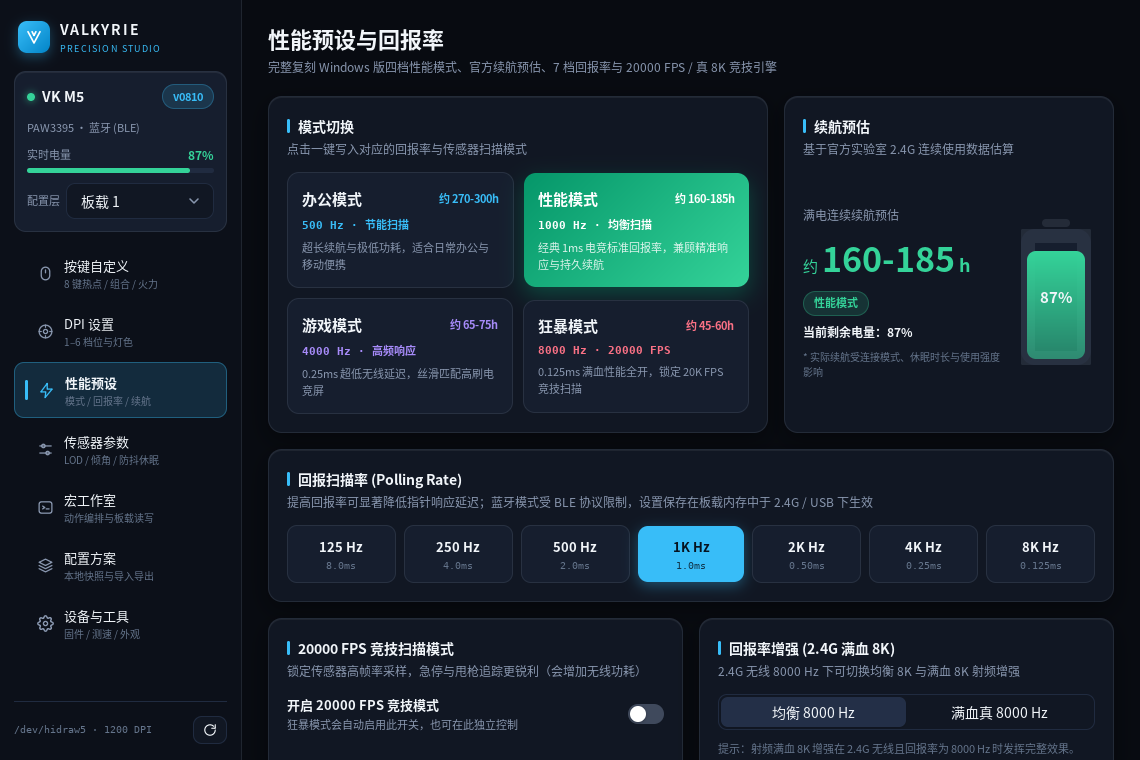 VALKYRIE
PRECISION STUDIO
VK M5
v0810
PAW3395 · 蓝牙 (BLE)
实时电量
87%
配置层
板载 1
按键自定义
8 键热点 / 组合 / 火力
DPI 设置
1–6 档位与灯色
性能预设
模式 / 回报率 / 续航
传感器参数
LOD / 倾角 / 防抖休眠
宏工作室
动作编排与板载读写
配置方案
本地快照与导入导出
设备与工具
固件 / 测速 / 外观
/dev/hidraw5 · 1200 DPI
性能预设与回报率
完整复刻 Windows 版四档性能模式、官方续航预估、7 档回报率与 20000 FPS / 真 8K 竞技引擎
模式切换
点击一键写入对应的回报率与传感器扫描模式
办公模式
约 270-300h
500 Hz · 节能扫描
超长续航与极低功耗，适合日常办公与
移动便携
性能模式
约 160-185h
1000 Hz · 均衡扫描
经典 1ms 电竞标准回报率，兼顾精准响
应与持久续航
游戏模式
约 65-75h
4000 Hz · 高频响应
0.25ms 超低无线延迟，丝滑匹配高刷电
竞屏
狂暴模式
约 45-60h
8000 Hz · 20000 FPS
0.125ms 满血性能全开，锁定 20K FPS
竞技扫描
续航预估
基于官方实验室 2.4G 连续使用数据估算
满电连续续航预估
约 160-185 h
性能模式
当前剩余电量：87%
* 实际续航受连接模式、休眠时长与使用强度
影响
87%
回报扫描率 (Polling Rate)
提高回报率可显著降低指针响应延迟；蓝牙模式受 BLE 协议限制，设置保存在板载内存中于 2.4G / USB 下生效
125 Hz
8.0ms
250 Hz
4.0ms
500 Hz
2.0ms
1K Hz
1.0ms
2K Hz
0.50ms
4K Hz
0.25ms
8K Hz
0.125ms
20000 FPS 竞技扫描模式
锁定传感器高帧率采样，急停与甩枪追踪更锐利（会增加无线功耗）
开启 20000 FPS 竞技模式
狂暴模式会自动启用此开关，也可在此独立控制
回报率增强 (2.4G 满血 8K)
2.4G 无线 8000 Hz 下可切换均衡 8K 与满血 8K 射频增强
均衡 8000 Hz
满血真 8000 Hz
提示：射频满血 8K 增强在 2.4G 无线且回报率为 8000 Hz 时发挥完整效果。